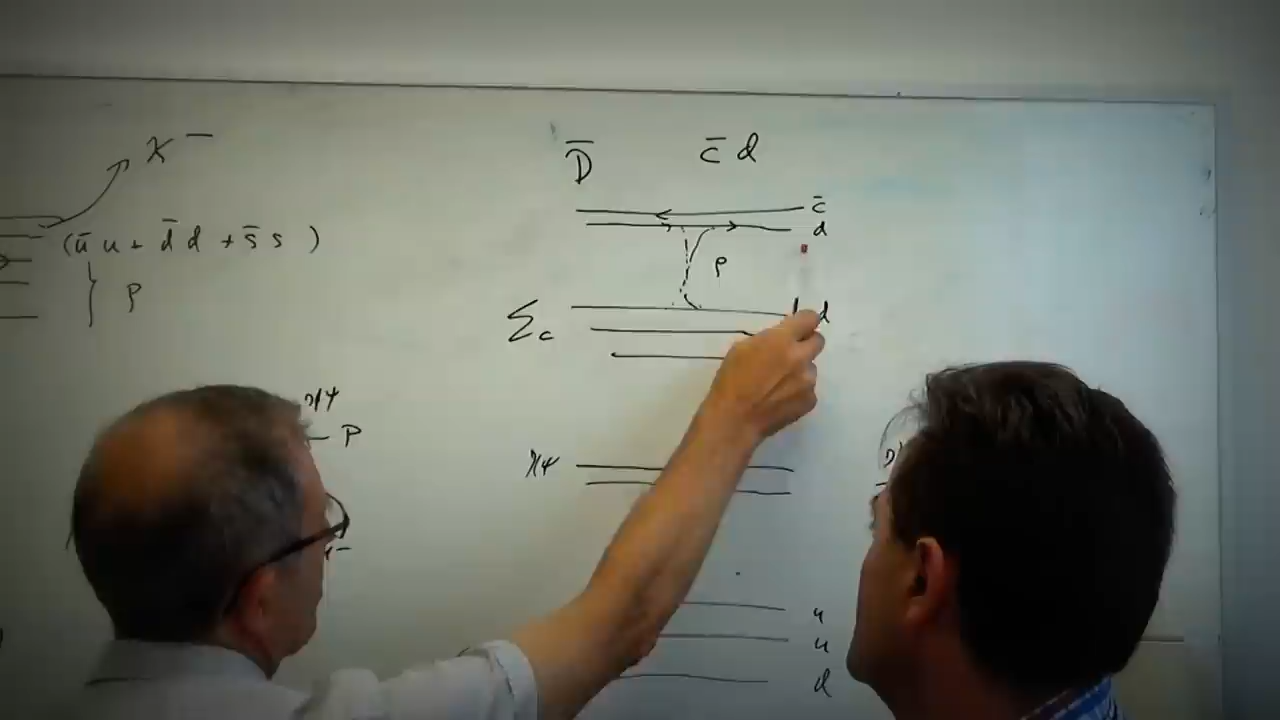 K⁻
(ūu + d̄d + s̄s)
P
J/ψ
P
D̄ c̄ d
c̄
d
ρ
Σc
d
J/ψ
u
u
d